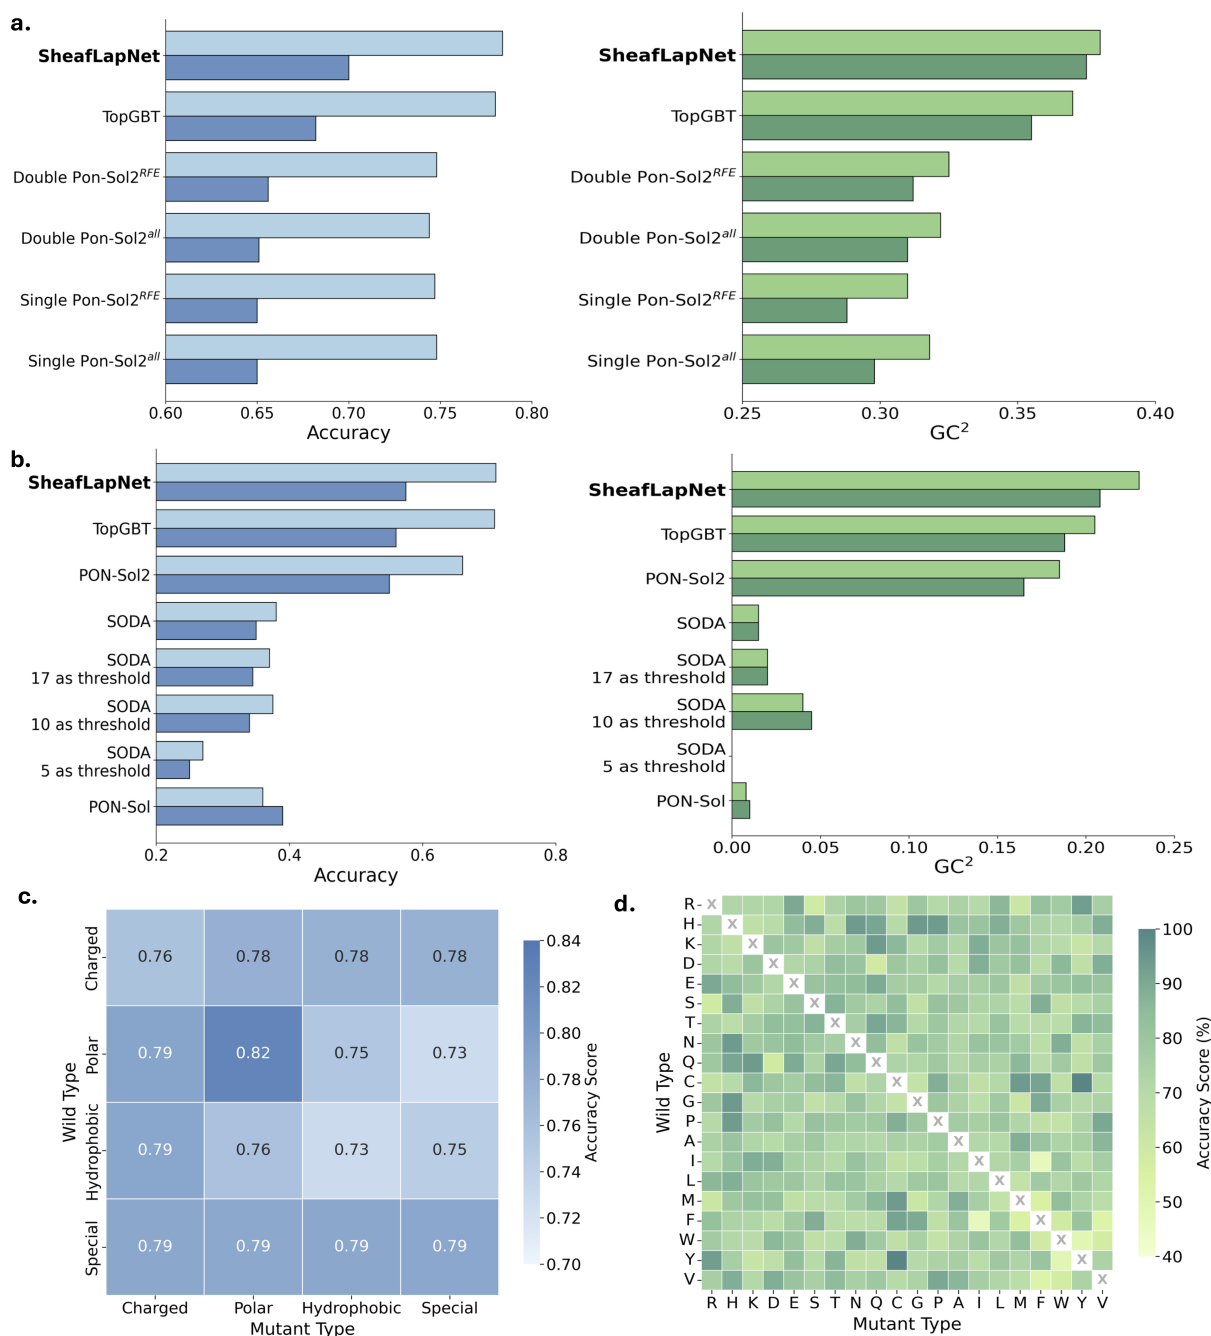 a.
SheafLapNet
TopGBT
Double Pon-Sol2^RFE
Double Pon-Sol2^all
Single Pon-Sol2^RFE
Single Pon-Sol2^all
0.60 0.65 0.70 0.75 0.80
Accuracy
SheafLapNet
TopGBT
Double Pon-Sol2^RFE
Double Pon-Sol2^all
Single Pon-Sol2^RFE
Single Pon-Sol2^all
0.25 0.30 0.35 0.40
GC²
b.
SheafLapNet
TopGBT
PON-Sol2
SODA
SODA
17 as threshold
SODA
10 as threshold
SODA
5 as threshold
PON-Sol
0.2 0.4 0.6 0.8
Accuracy
SheafLapNet
TopGBT
PON-Sol2
SODA
SODA
17 as threshold
SODA
10 as threshold
SODA
5 as threshold
PON-Sol
0.00 0.05 0.10 0.15 0.20 0.25
GC²
c.
Wild Type
Charged
0.76 0.78 0.78 0.78
Polar
0.79 0.82 0.75 0.73
Hydrophobic
0.79 0.76 0.73 0.75
Special
0.79 0.79 0.79 0.79
Charged Polar Hydrophobic Special
Mutant Type
0.84
0.82
0.80
0.78
0.76
0.74
0.72
0.70
Accuracy Score
d.
Wild Type
R X
H X
K X
D X
E X
S X
T X
N X
Q X
C X
G X
P X
A X
I X
L X
M X
F X
W X
Y X
V X
R H K D E S T N Q C G P A I L M F W Y V
Mutant Type
100
90
80
70
60
50
40
Accuracy Score (%)